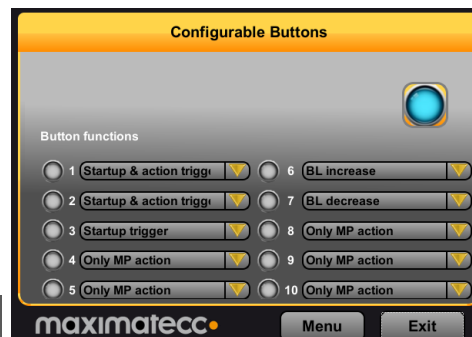 Configurable Buttons
Button functions
1 Startup & action trigge
2 Startup & action trigge
3 Startup trigger
4 Only MP action
5 Only MP action
6 BL increase
7 BL decrease
8 Only MP action
9 Only MP action
10 Only MP action
maximatecc
Menu
Exit